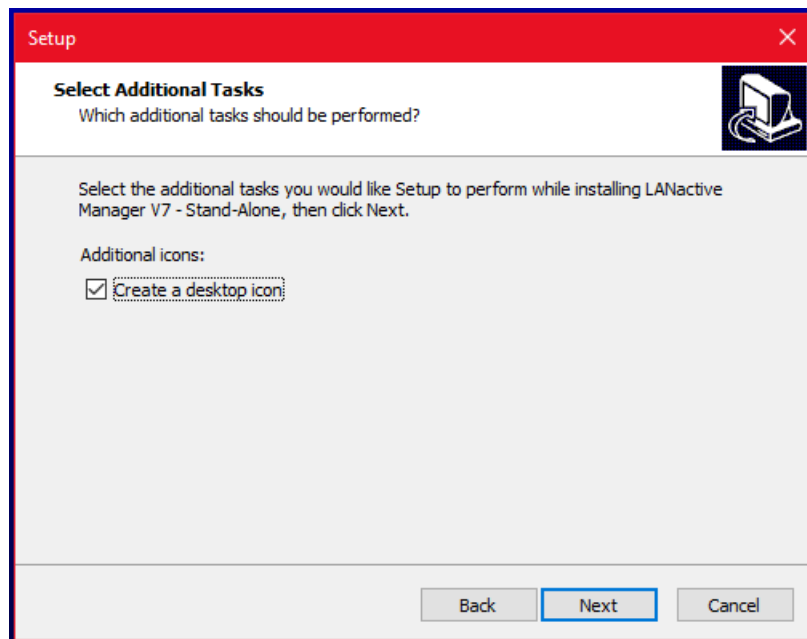 Setup
Select Additional Tasks
Which additional tasks should be performed?
Select the additional tasks you would like Setup to perform while installing LANactive
Manager V7 - Stand-Alone, then click Next.
Additional icons:
Create a desktop icon
Back Next Cancel